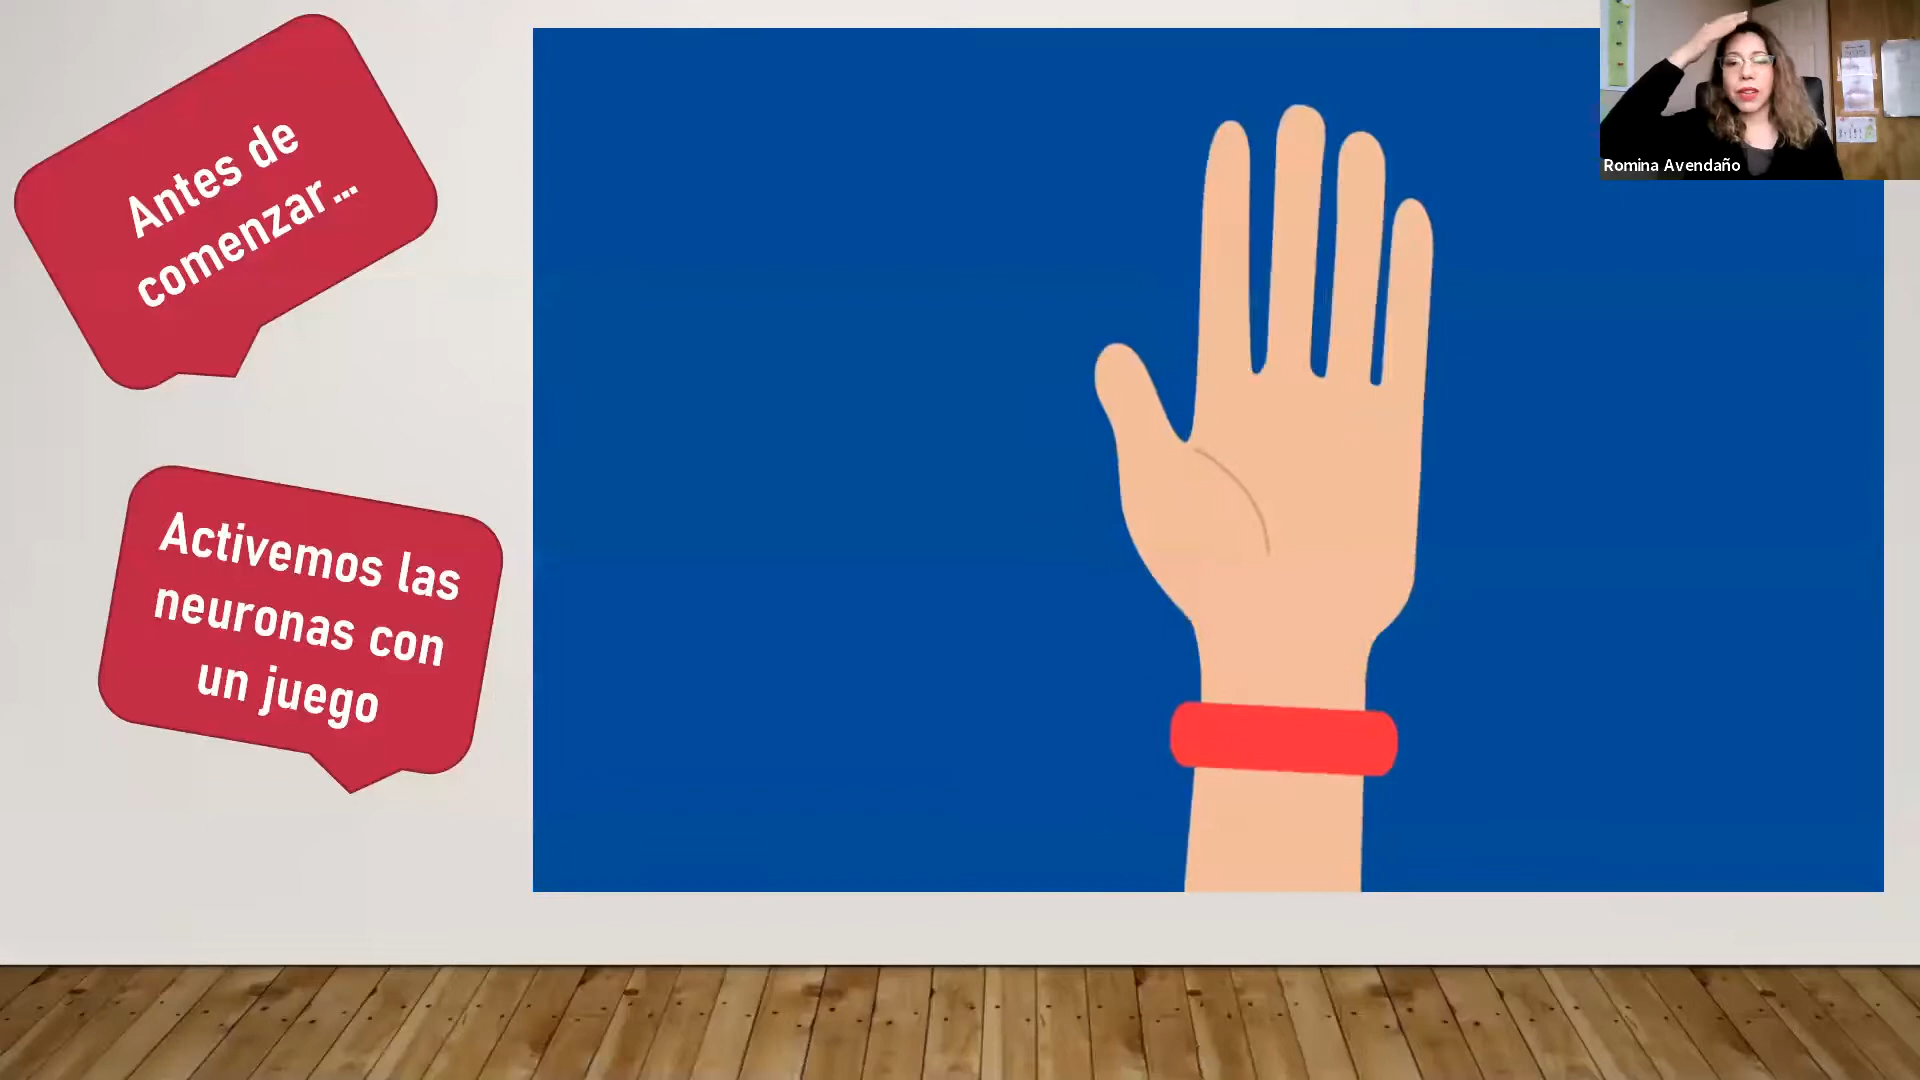 Antes de
comenzar...
Activemos las
neuronas con
un juego
Romina Avendaño